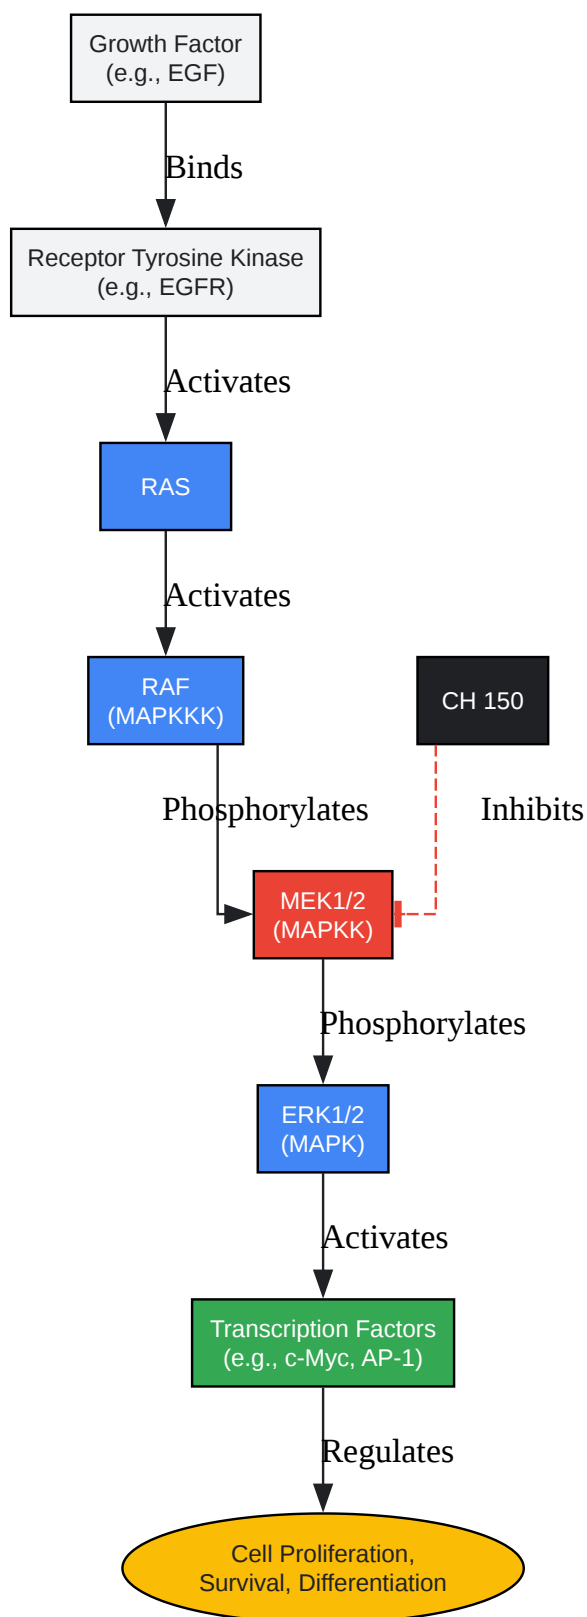 Growth Factor
(e.g., EGF)
Binds
Receptor Tyrosine Kinase
(e.g., EGFR)
Activates
RAS
Activates
RAF
(MAPKKK)
CH 150
Phosphorylates
Inhibits
MEK1/2
(MAPKK)
Phosphorylates
ERK1/2
(MAPK)
Activates
Transcription Factors
(e.g., c-Myc, AP-1)
Regulates
Cell Proliferation,
Survival, Differentiation